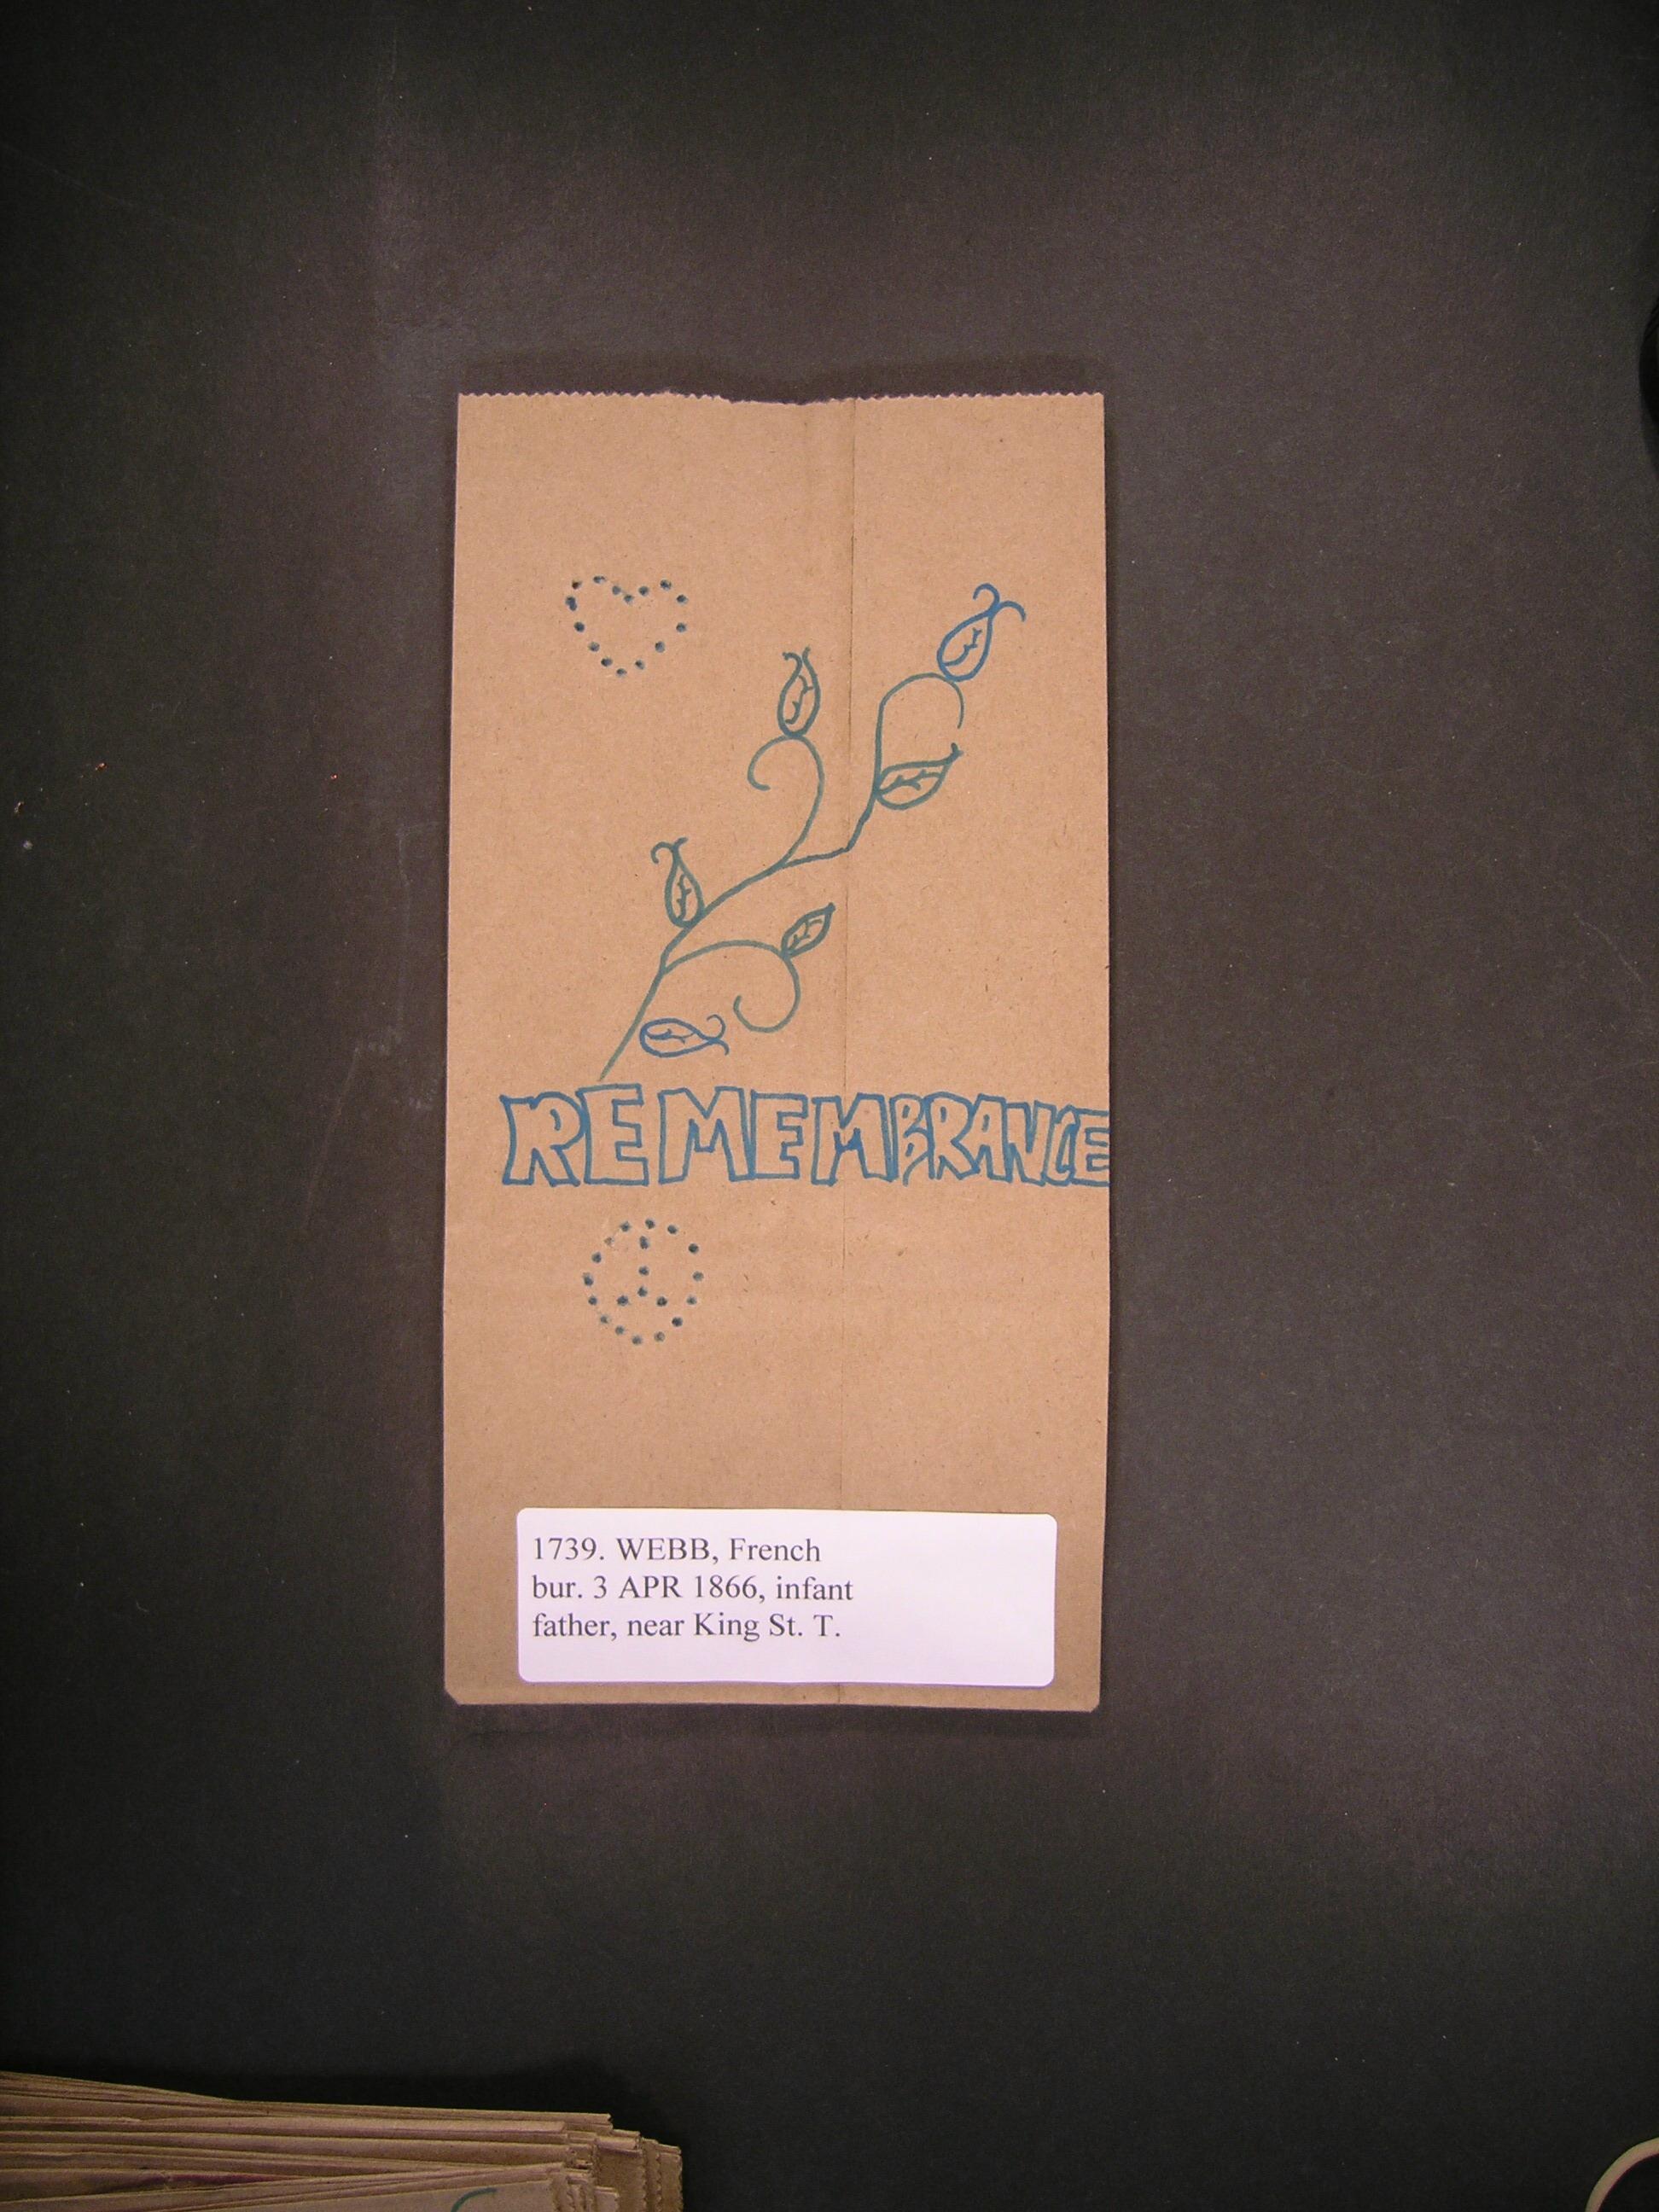 REMEMBRANCE
1739. WEBB, French
bur. 3 APR 1866, infant
father, near King St. T.